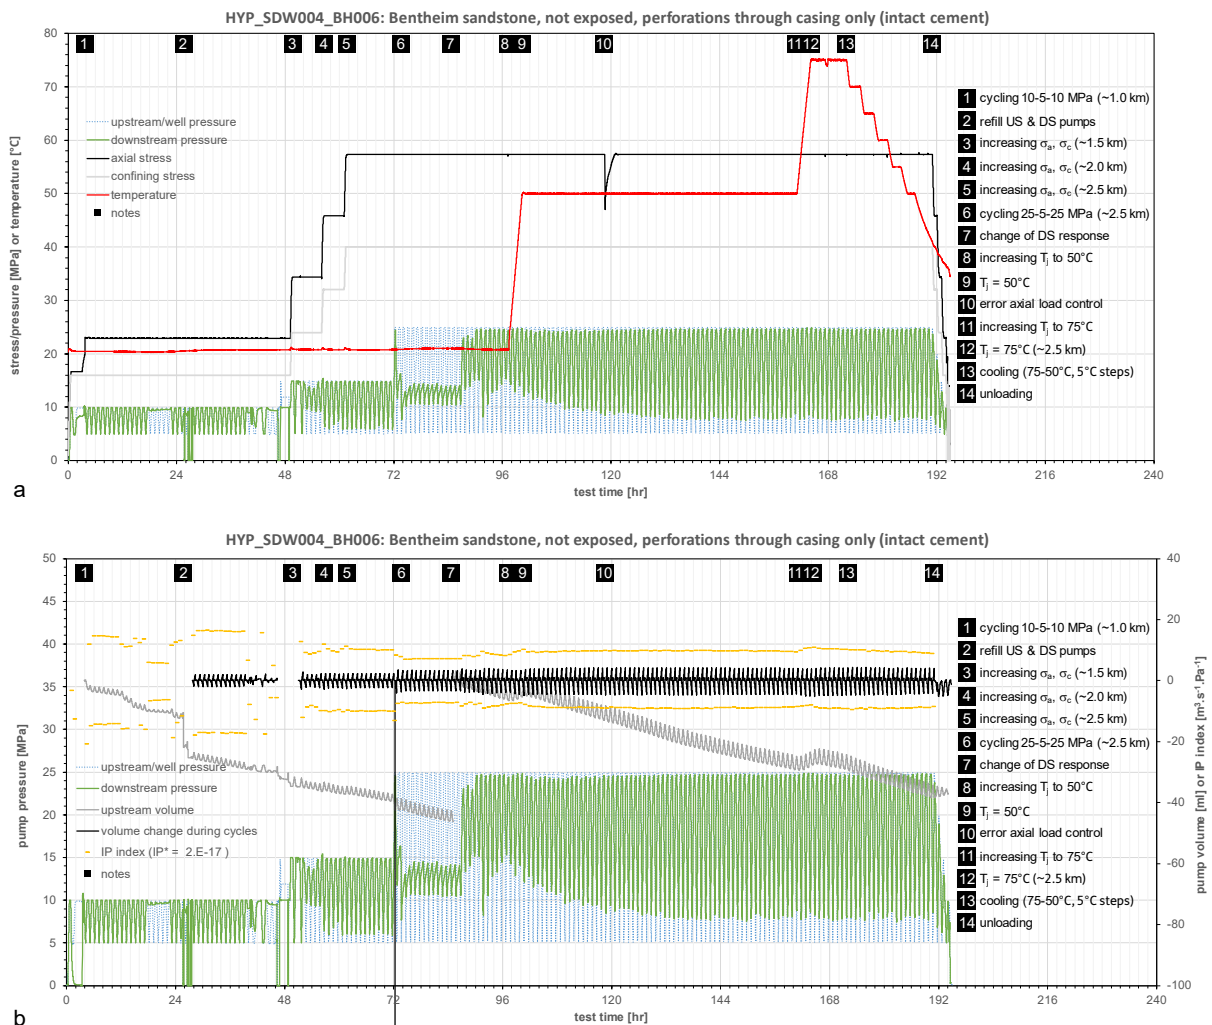 HYP_SDW004_BH006: Bentheim sandstone, not exposed, perforations through casing only (intact cement)
80
70
60
50
40
30
20
10
0
stress/pressure [MPa] or temperature [°C]
1 2 3 4 5 6 7 8 9 10 11 12 13 14
upstream/well pressure
downstream pressure
axial stress
confining stress
temperature
notes
1 cycling 10-5-10 MPa (~1.0 km)
2 refill US & DS pumps
3 increasing σa, σc (~1.5 km)
4 increasing σa, σc (~2.0 km)
5 increasing σa, σc (~2.5 km)
6 cycling 25-5-25 MPa (~2.5 km)
7 change of DS response
8 increasing Tj to 50°C
9 Tj = 50°C
10 error axial load control
11 increasing Tj to 75°C
12 Tj = 75°C (~2.5 km)
13 cooling (75-50°C, 5°C steps)
14 unloading
0 24 48 72 96 120 144 168 192 216 240
test time [hr]
a
HYP_SDW004_BH006: Bentheim sandstone, not exposed, perforations through casing only (intact cement)
50
45
40
35
30
25
20
15
10
5
0
pump pressure [MPa]
1 2 3 4 5 6 7 8 9 10 11 12 13 14
upstream/well pressure
downstream pressure
upstream volume
volume change during cycles
IP index (IP* = 2.E-17 )
notes
1 cycling 10-5-10 MPa (~1.0 km)
2 refill US & DS pumps
3 increasing σa, σc (~1.5 km)
4 increasing σa, σc (~2.0 km)
5 increasing σa, σc (~2.5 km)
6 cycling 25-5-25 MPa (~2.5 km)
7 change of DS response
8 increasing Tj to 50°C
9 Tj = 50°C
10 error axial load control
11 increasing Tj to 75°C
12 Tj = 75°C (~2.5 km)
13 cooling (75-50°C, 5°C steps)
14 unloading
40
20
0
-20
-40
-60
-80
-100
pump volume [ml] or IP index [m³.s⁻¹.Pa⁻¹]
0 24 48 72 96 120 144 168 192 216 240
test time [hr]
b